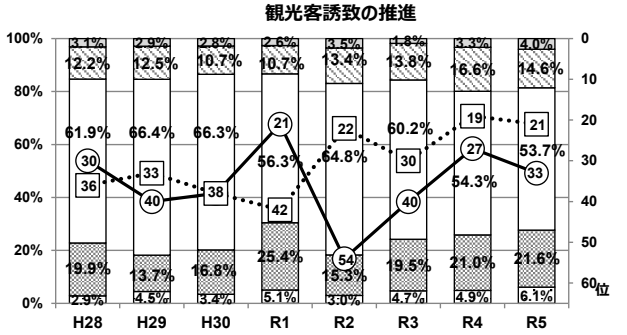 観光客誘致の推進
100% 3.1% 2.9% 2.8% 2.6% 3.5% 1.8% 3.3% 4.0% 0
12.2% 12.5% 10.7% 10.7% 13.4% 13.8% 16.6% 14.6%
80% 10
61.9% 66.4% 66.3% 56.3% 64.8% 60.2% 54.3% 53.7%
21 22 19 21 20
60%
30 33 30 27 33 30
40% 36 40 38 42 40 40
20% 19.9% 13.7% 16.8% 25.4% 15.3% 19.5% 21.0% 21.6% 50
54
0% 2.9% 4.5% 3.4% 5.1% 3.0% 4.7% 4.9% 6.1% 60 位
H28 H29 H30 R1 R2 R3 R4 R5